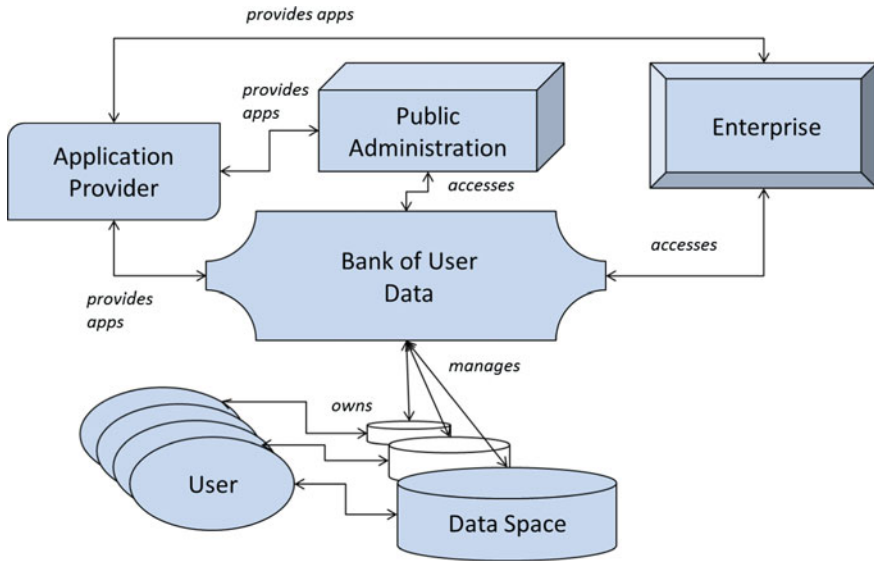 provides apps
provides
apps
Public
Administration
Enterprise
Application
Provider
accesses
Bank of User
Data
accesses
provides
apps
manages
owns
User
Data Space